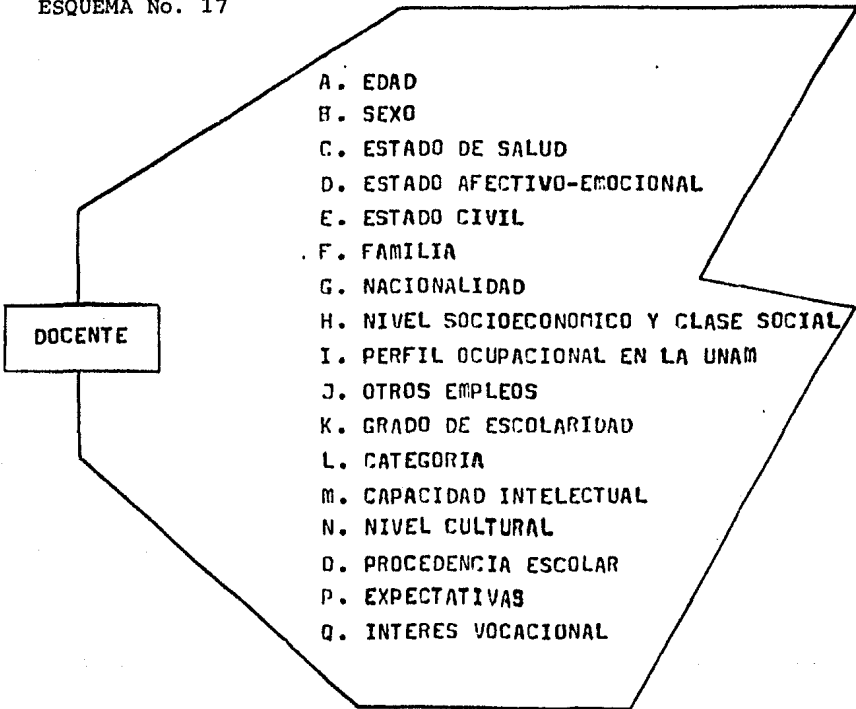 ESQUEMA No. 17
A. EDAD
B. SEXO
C. ESTADO DE SALUD
D. ESTADO AFECTIVO-EMOCIONAL
E. ESTADO CIVIL
F. FAMILIA
G. NACIONALIDAD
H. NIVEL SOCIOECONOMICO Y CLASE SOCIAL
DOCENTE
I. PERFIL OCUPACIONAL EN LA UNAM
J. OTROS EMPLEOS
K. GRADO DE ESCOLARIDAD
L. CATEGORIA
M. CAPACIDAD INTELECTUAL
N. NIVEL CULTURAL
O. PROCEDENCIA ESCOLAR
P. EXPECTATIVAS
Q. INTERES VOCACIONAL